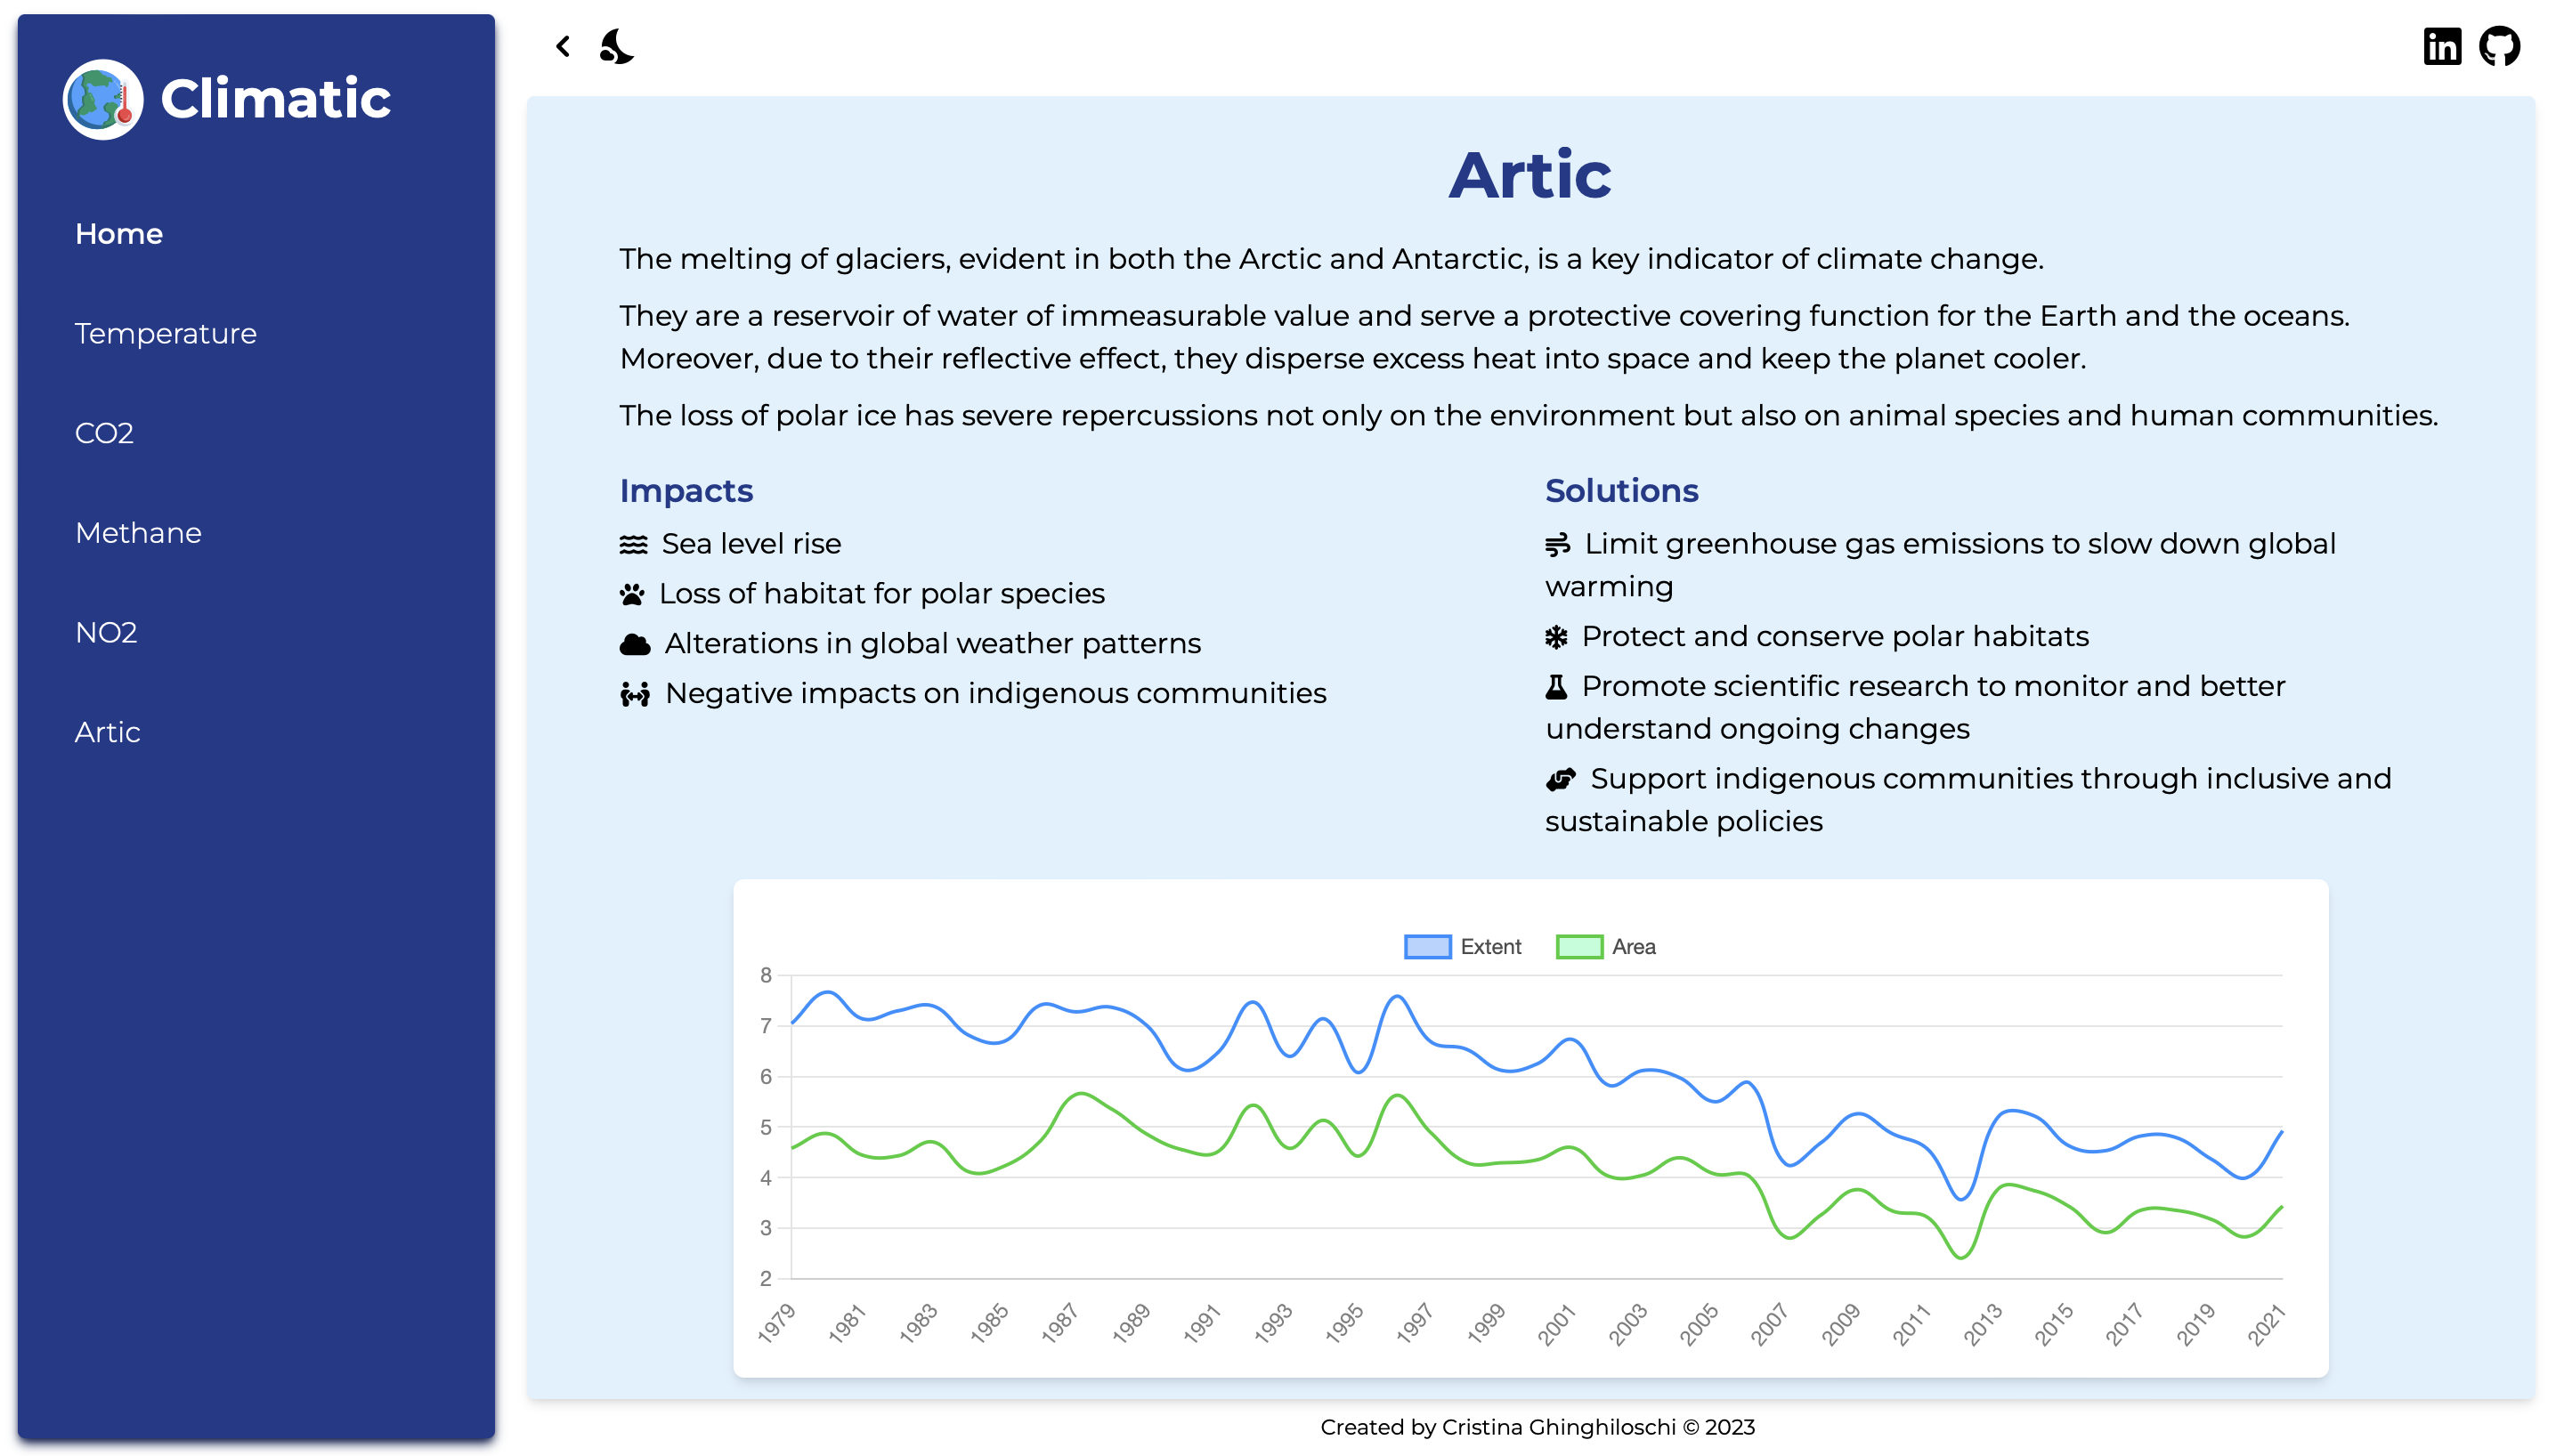 Climatic
Home
Temperature
CO2
Methane
NO2
Artic
Artic
The melting of glaciers, evident in both the Arctic and Antarctic, is a key indicator of climate change.
They are a reservoir of water of immeasurable value and serve a protective covering function for the Earth and the oceans.
Moreover, due to their reflective effect, they disperse excess heat into space and keep the planet cooler.
The loss of polar ice has severe repercussions not only on the environment but also on animal species and human communities.
Impacts
Sea level rise
Loss of habitat for polar species
Alterations in global weather patterns
Negative impacts on indigenous communities
Solutions
Limit greenhouse gas emissions to slow down global
warming
Protect and conserve polar habitats
Promote scientific research to monitor and better
understand ongoing changes
Support indigenous communities through inclusive and
sustainable policies
Extent Area
8
7
6
5
4
3
2
1979 1981 1983 1985 1987 1989 1991 1993 1995 1997 1999 2001 2003 2005 2007 2009 2011 2013 2015 2017 2019 2021
Created by Cristina Ghinghiloschi © 2023